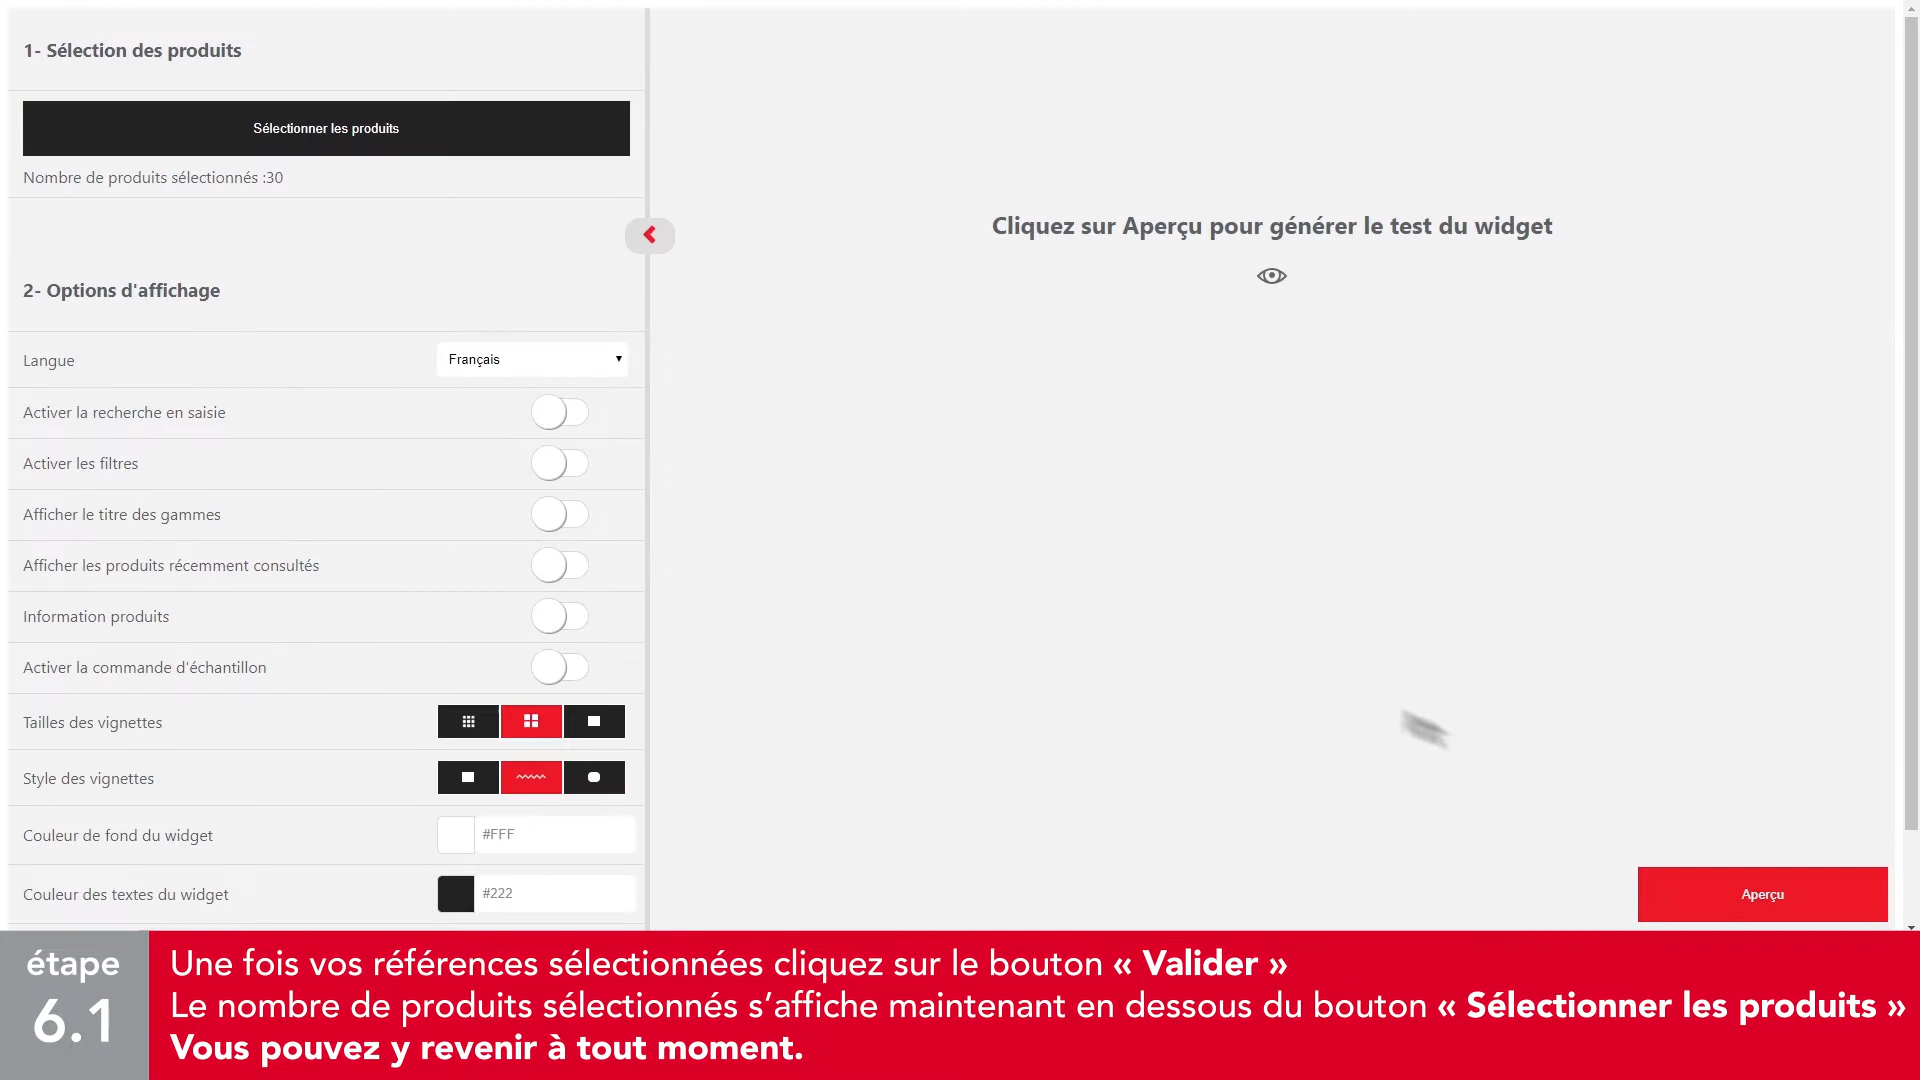 1- Sélection des produits
Sélectionner les produits
Nombre de produits sélectionnés :30
2- Options d'affichage
Langue
Français
Activer la recherche en saisie
Activer les filtres
Afficher le titre des gammes
Afficher les produits récemment consultés
Information produits
Activer la commande d'échantillon
Tailles des vignettes
Style des vignettes
Couleur de fond du widget
#FFF
Couleur des textes du widget
#222
Cliquez sur Aperçu pour générer le test du widget
Aperçu
étape
6.1
Une fois vos références sélectionnées cliquez sur le bouton « Valider »
Le nombre de produits sélectionnés s’affiche maintenant en dessous du bouton « Sélectionner les produits »
Vous pouvez y revenir à tout moment.